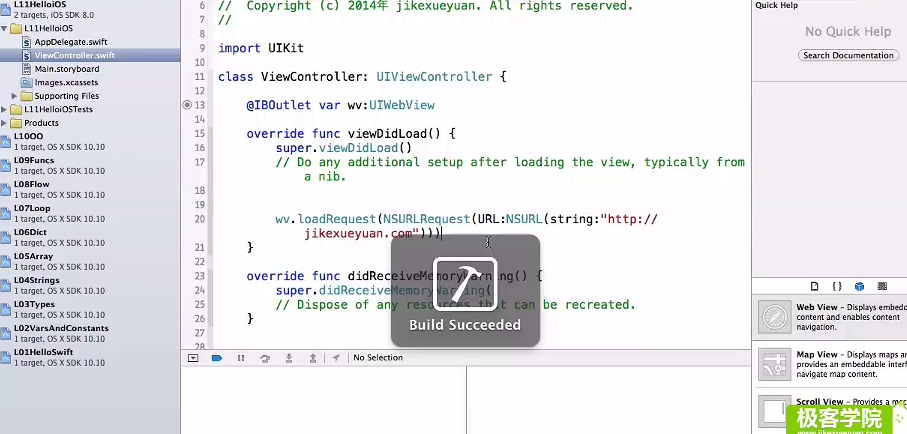 L11HelloiOS
2 targets, iOS SDK 8.0
L11HelloiOS
AppDelegate.swift
ViewController.swift
Main.storyboard
Images.xcassets
Supporting Files
L11HelloiOSTests
Products
L10OO
1 target, OS X SDK 10.10
L09Funcs
1 target, OS X SDK 10.10
L08Flow
1 target, OS X SDK 10.10
L07Loop
1 target, OS X SDK 10.10
L06Dict
1 target, OS X SDK 10.10
L05Array
1 target, OS X SDK 10.10
L04Strings
1 target, OS X SDK 10.10
L03Types
1 target, OS X SDK 10.10
L02VarsAndConstants
1 target, OS X SDK 10.10
L01HelloSwift
1 target, OS X SDK 10.10
6 // Copyright (c) 2014年 jikexueyuan. All rights reserved.
7 //
8
9 import UIKit
10
11 class ViewController: UIViewController {
12
13 @IBOutlet var wv:UIWebView
14
15 override func viewDidLoad() {
16 super.viewDidLoad()
17 // Do any additional setup after loading the view, typically from
a nib.
18
19
20 wv.loadRequest(NSURLRequest(URL:NSURL(string:"http://
jikexueyuan.com")))
21 }
22
23 override func didReceiveMemoryWarning() {
24 super.didReceiveMemoryWarning(
25 // Dispose of any resources that can be recreated.
26 }
27
28
Build Succeeded
No Selection
Quick Help
No Quick Help
Search Documentation
{ }
Web View - Displays embedd
content and enables content
navigation.
Map View - Displays maps a
provides an embeddable interf
navigate map content.
Scroll View - Provides a me
极客学院